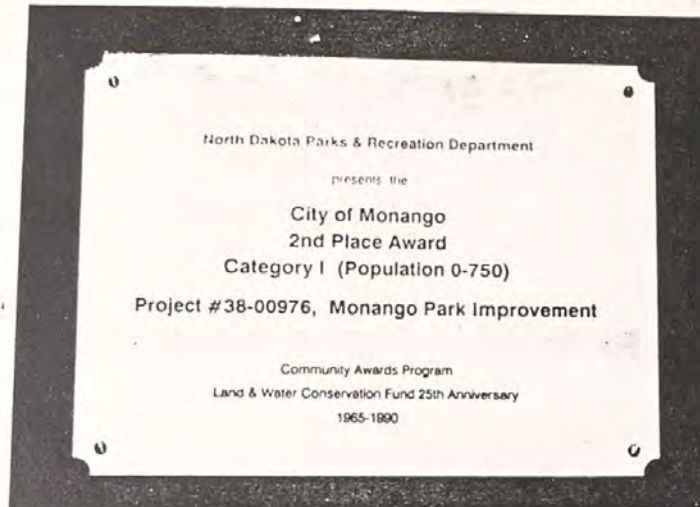 North Dakota Parks & Recreation Department
presents the
City of Monango
2nd Place Award
Category I (Population 0-750)
Project #38-00976, Monango Park Improvement
Community Awards Program
Land & Water Conservation Fund 25th Anniversary
1965-1990